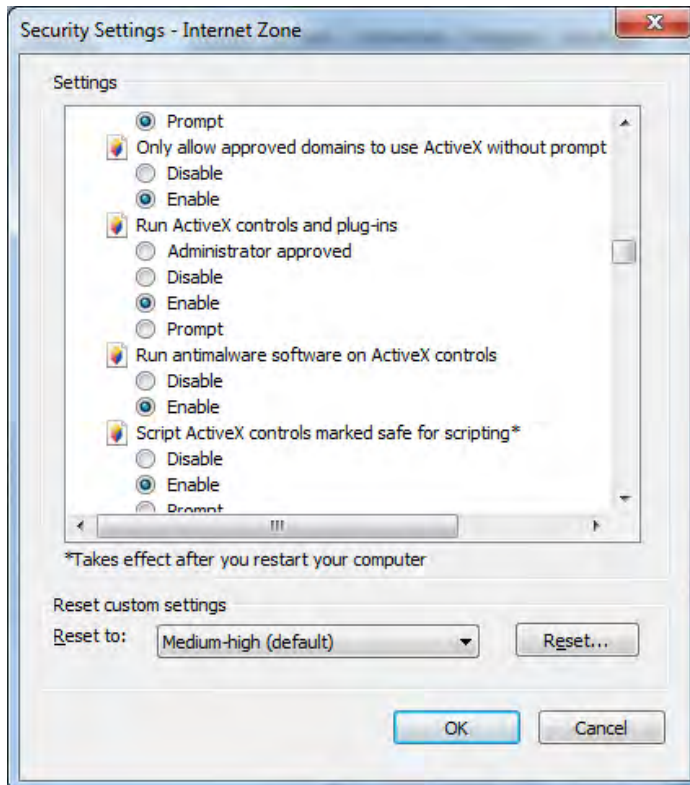 Security Settings - Internet Zone
Settings
Prompt
Only allow approved domains to use ActiveX without prompt
Disable
Enable
Run ActiveX controls and plug-ins
Administrator approved
Disable
Enable
Prompt
Run antimalware software on ActiveX controls
Disable
Enable
Script ActiveX controls marked safe for scripting*
Disable
Enable
Prompt
*Takes effect after you restart your computer
Reset custom settings
Reset to: Medium-high (default) Reset...
OK Cancel